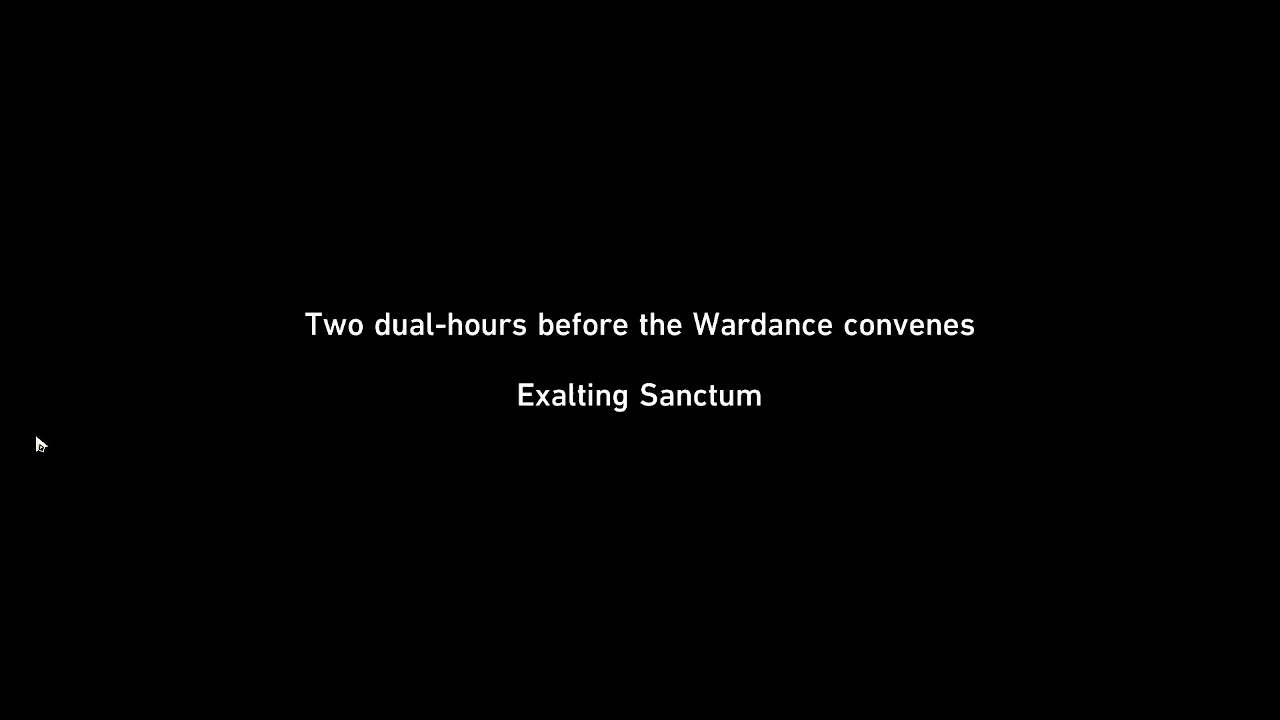 Two dual-hours before the Wardance convenes
Exalting Sanctum